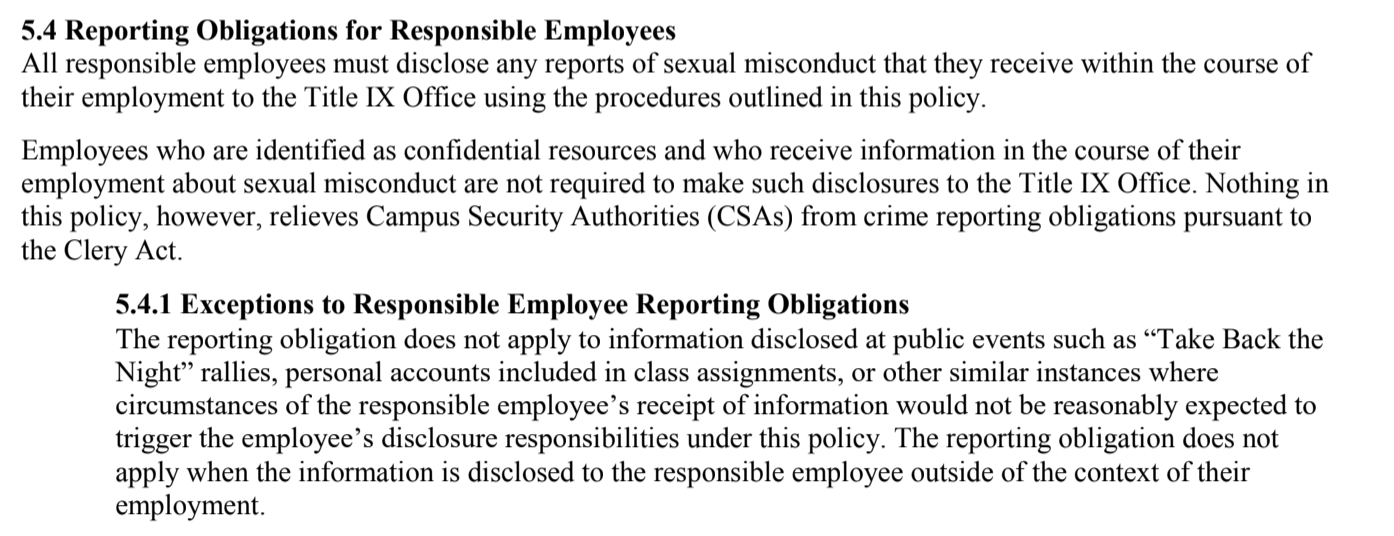 5.4 Reporting Obligations for Responsible Employees
All responsible employees must disclose any reports of sexual misconduct that they receive within the course of
their employment to the Title IX Office using the procedures outlined in this policy.
Employees who are identified as confidential resources and who receive information in the course of their
employment about sexual misconduct are not required to make such disclosures to the Title IX Office. Nothing in
this policy, however, relieves Campus Security Authorities (CSAs) from crime reporting obligations pursuant to
the Clery Act.
5.4.1 Exceptions to Responsible Employee Reporting Obligations
The reporting obligation does not apply to information disclosed at public events such as “Take Back the
Night” rallies, personal accounts included in class assignments, or other similar instances where
circumstances of the responsible employee’s receipt of information would not be reasonably expected to
trigger the employee’s disclosure responsibilities under this policy. The reporting obligation does not
apply when the information is disclosed to the responsible employee outside of the context of their
employment.